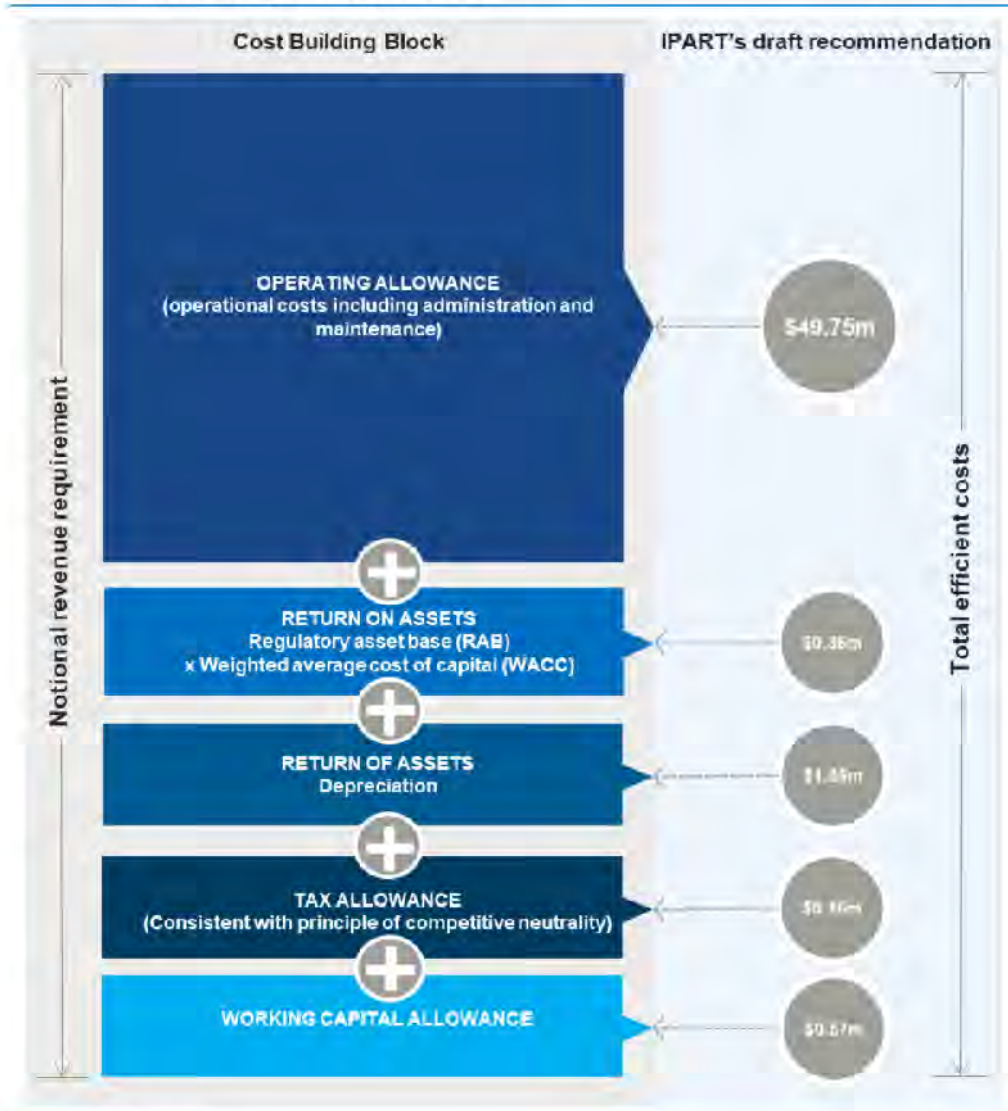 Cost Building Block
IPART's draft recommendation
Notional revenue requirement
OPERATING ALLOWANCE
(operational costs including administration and
maintenance)
$49.75m
Total efficient costs
RETURN ON ASSETS
Regulatory asset base (RAB)
x Weighted average cost of capital (WACC)
RETURN OF ASSETS
Depreciation
TAX ALLOWANCE
(Consistent with principle of competitive neutrality)
WORKING CAPITAL ALLOWANCE
$0.57m